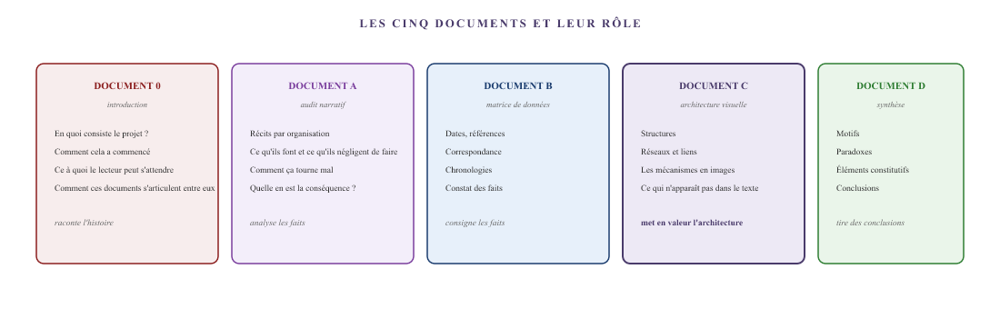 LES CINQ DOCUMENTS ET LEUR RÔLE
DOCUMENT 0
introduction
En quoi consiste le projet ?
Comment cela a commencé
Ce à quoi le lecteur peut s'attendre
Comment ces documents s'articulent entre eux
raconte l'histoire
DOCUMENT A
audit narratif
Récits par organisation
Ce qu'ils font et ce qu'ils négligent de faire
Comment ça tourne mal
Quelle en est la conséquence ?
analyse les faits
DOCUMENT B
matrice de données
Dates, références
Correspondance
Chronologies
Constat des faits
consigne les faits
DOCUMENT C
architecture visuelle
Structures
Réseaux et liens
Les mécanismes en images
Ce qui n'apparaît pas dans le texte
met en valeur l'architecture
DOCUMENT D
synthèse
Motifs
Paradoxes
Éléments constitutifs
Conclusions
tire des conclusions